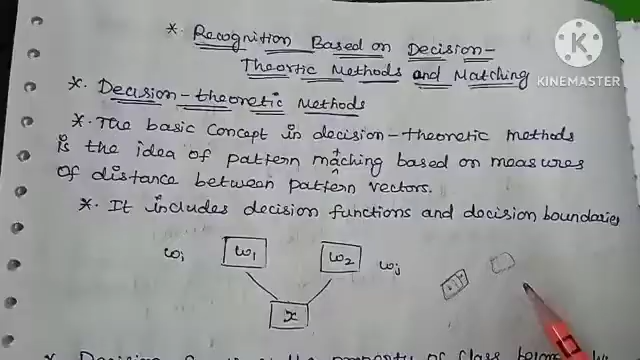 * Recognition Based on Decision-
Theortic Methods and Matching
K
KINEMASTER
* Decision-theoretic Methods
* The basic concept in decision-theoretic methods
is the idea of pattern matching based on measures
of distance between pattern vectors.
* It includes decision functions and decision boundaries
ωi ω1 ω2 ωj
x